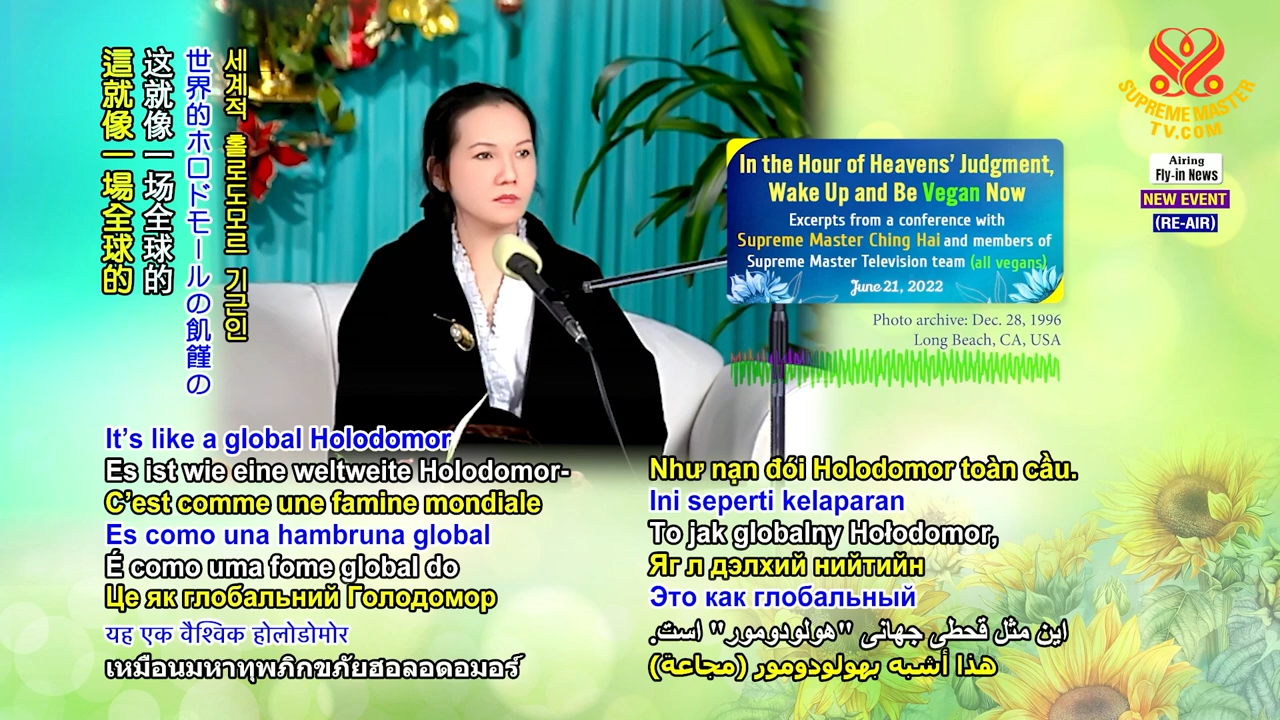 세계적 홀로도모르 기근인
世界的ホロドモールの飢饉の
这就像一场全球的
這就像一場全球的
SUPREME MASTER
TV.COM
Airing
Fly-in News
NEW EVENT
(RE-AIR)
In the Hour of Heavens' Judgment,
Wake Up and Be Vegan Now
Excerpts from a conference with
Supreme Master Ching Hai and members of
Supreme Master Television team (all vegans)
June 21, 2022
Photo archive: Dec. 28, 1996
Long Beach, CA, USA
It's like a global Holodomor
Es ist wie eine weltweite Holodomor-
C'est comme une famine mondiale
Es como una hambruna global
É como uma fome global do
Це як глобальний Голодомор
यह एक वैश्विक होलोडोमोर
เหมือนมหาทุพภิกขภัยฮอลอดอมอร์
Như nạn đói Holodomor toàn cầu.
Ini seperti kelaparan
To jak globalny Hołodomor,
Яг л дэлхий нийтийн
Это как глобальный
این مثل قحطی جهانی "هولودومور" است.
هذا أشبه بهولودومور (مجاعة)